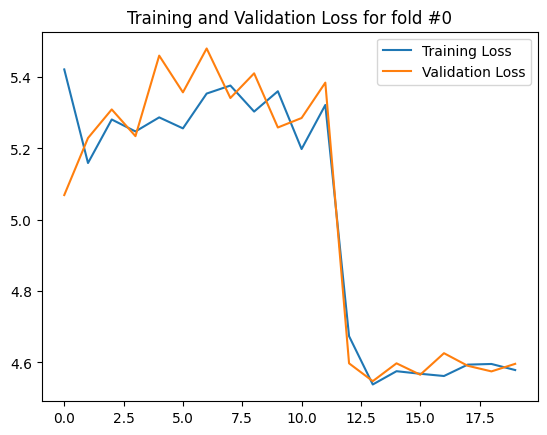 Training and Validation Loss for fold #0
Training Loss
Validation Loss
5.4
5.2
5.0
4.8
4.6
0.0 2.5 5.0 7.5 10.0 12.5 15.0 17.5